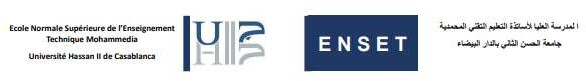 Ecole Normale Supérieure de l'Enseignement
Technique Mohammedia
Université Hassan II de Casablanca
UH
ENSET
المدرسة العليا لأساتذة التعليم التقني المحمدية
جامعة الحسن الثاني بالدار البيضاء